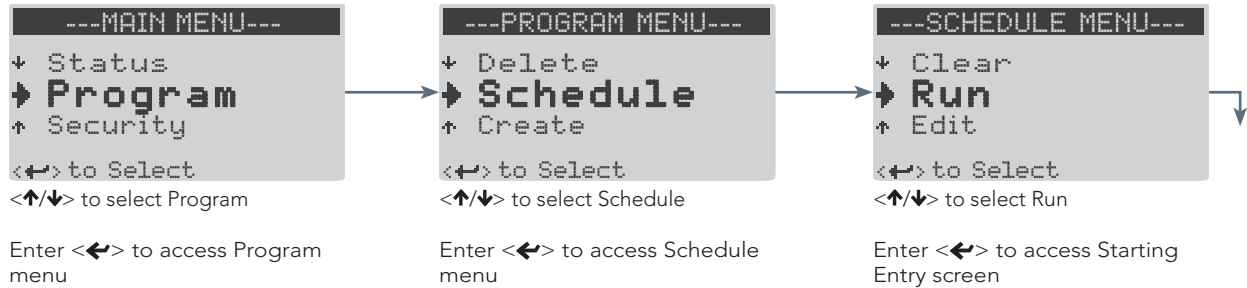 ---MAIN MENU---
↓ Status
→ Program
↑ Security
<↵> to Select
<↑/↓> to select Program
Enter <↵> to access Program
menu
---PROGRAM MENU---
↓ Delete
→ Schedule
↑ Create
<↵> to Select
<↑/↓> to select Schedule
Enter <↵> to access Schedule
menu
---SCHEDULE MENU---
↓ Clear
→ Run
↑ Edit
<↵> to Select
<↑/↓> to select Run
Enter <↵> to access Starting
Entry screen